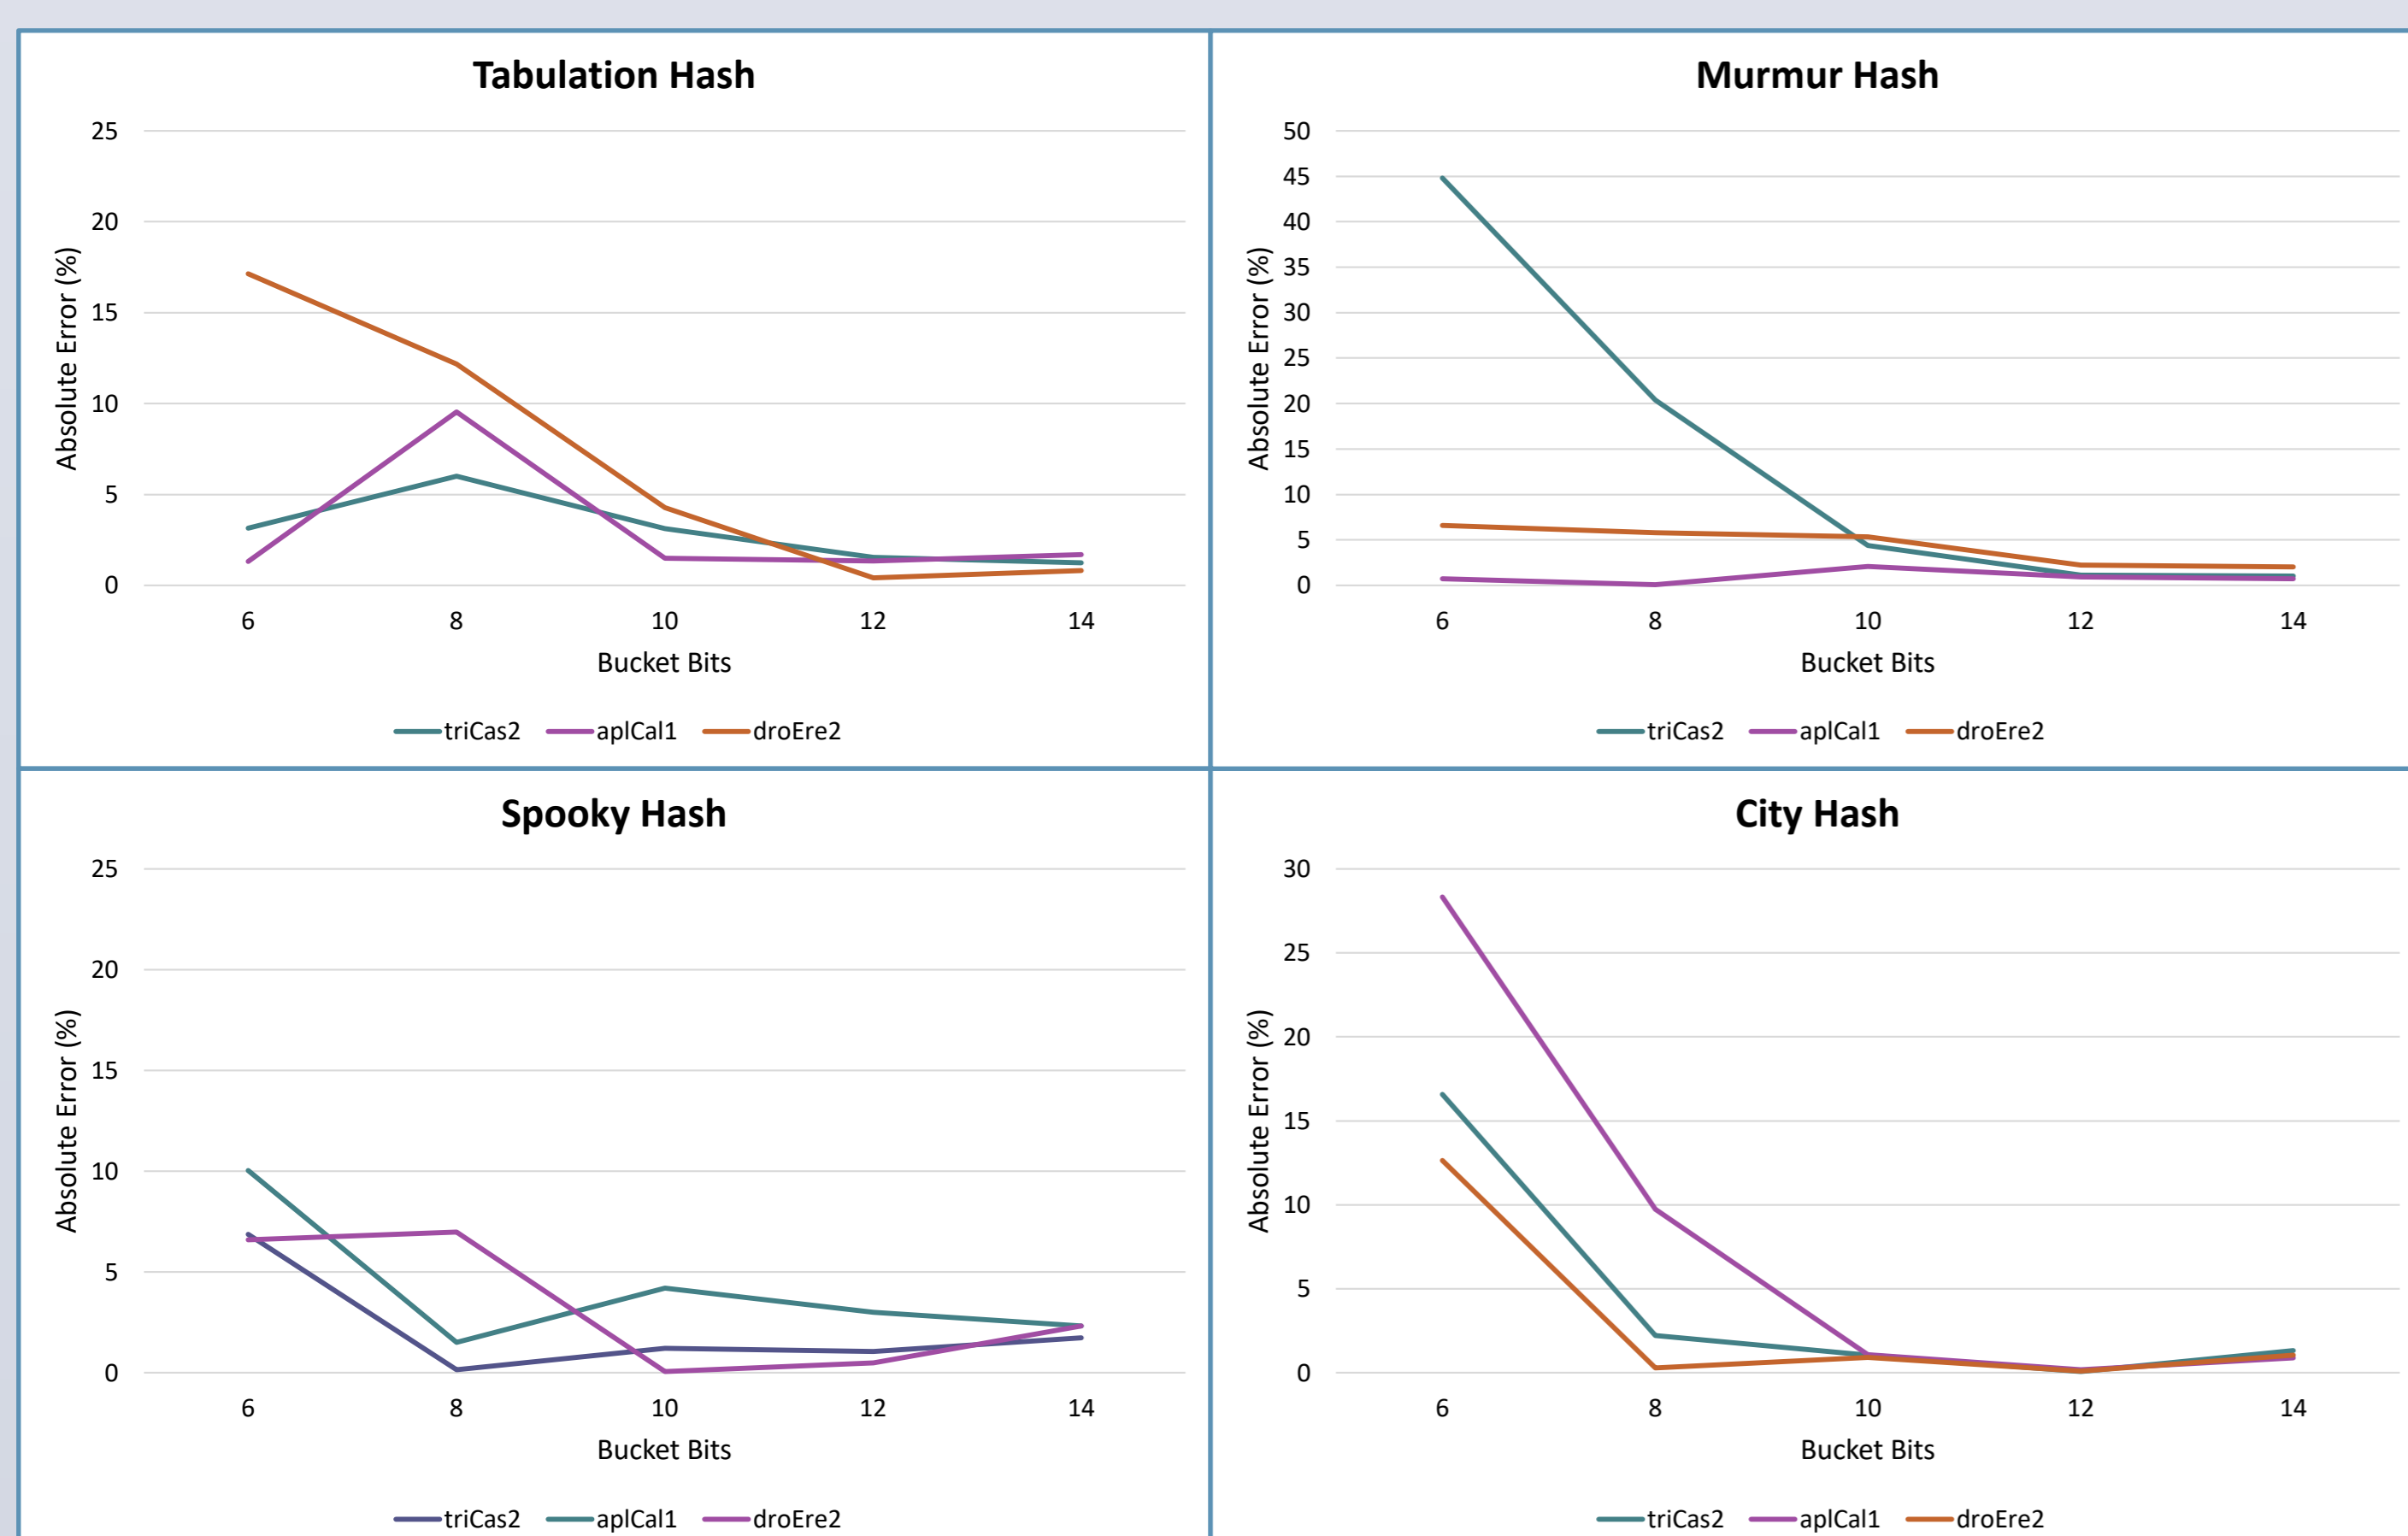 Tabulation Hash
25
20
15
10
5
0
Absolute Error (%)
6 8 10 12 14
Bucket Bits
triCas2 aplCal1 droEre2
Murmur Hash
50
45
40
35
30
25
20
15
10
5
0
Absolute Error (%)
6 8 10 12 14
Bucket Bits
triCas2 aplCal1 droEre2
Spooky Hash
25
20
15
10
5
0
Absolute Error (%)
6 8 10 12 14
Bucket Bits
triCas2 aplCal1 droEre2
City Hash
30
25
20
15
10
5
0
Absolute Error (%)
6 8 10 12 14
Bucket Bits
triCas2 aplCal1 droEre2